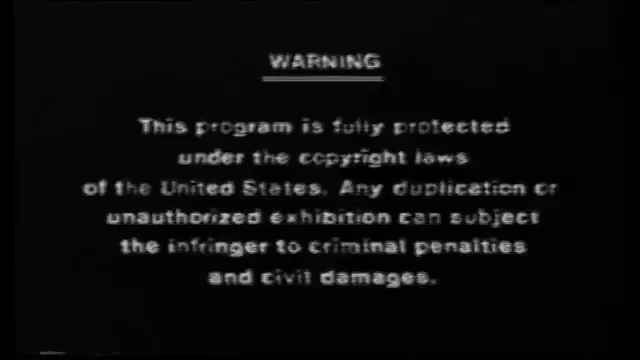 WARNING
This program is fully protected
under the copyright laws
of the United States. Any duplication or
unauthorized exhibition can subject
the infringer to criminal penalties
and civil damages.